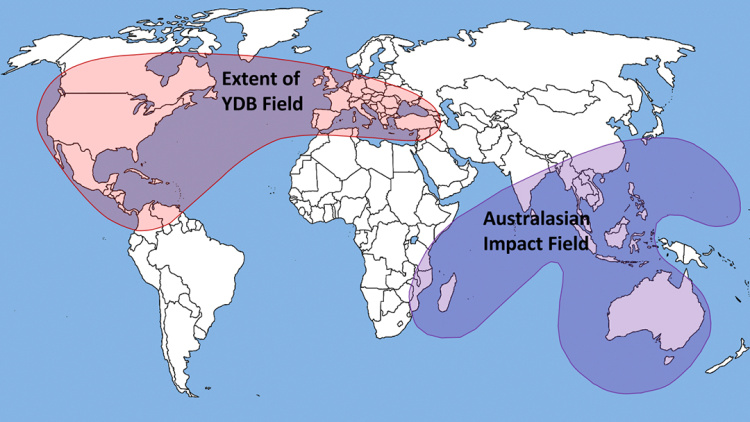 Extent of
YDB Field
Australasian
Impact Field